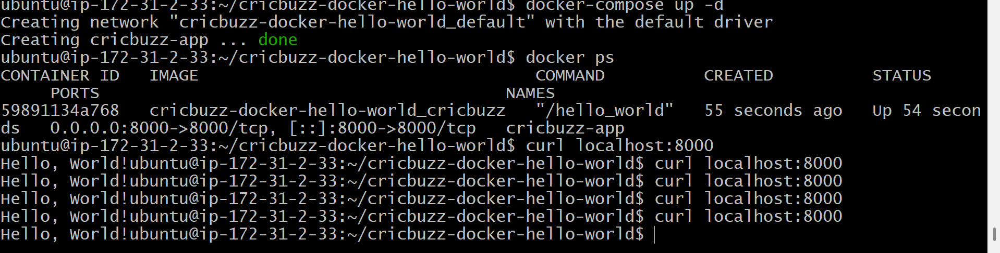 ubuntu@ip-172-31-2-33:~/cricbuzz-docker-hello-world$ docker-compose up -d
Creating network "cricbuzz-docker-hello-world_default" with the default driver
Creating cricbuzz-app ... done
ubuntu@ip-172-31-2-33:~/cricbuzz-docker-hello-world$ docker ps
CONTAINER ID   IMAGE                                  COMMAND          CREATED          STATUS
     PORTS                                         NAMES
59891134a768   cricbuzz-docker-hello-world_cricbuzz   "/hello_world"   55 seconds ago   Up 54 secon
ds   0.0.0.0:8000->8000/tcp, [::]:8000->8000/tcp   cricbuzz-app
ubuntu@ip-172-31-2-33:~/cricbuzz-docker-hello-world$ curl localhost:8000
Hello, World!ubuntu@ip-172-31-2-33:~/cricbuzz-docker-hello-world$ curl localhost:8000
Hello, World!ubuntu@ip-172-31-2-33:~/cricbuzz-docker-hello-world$ curl localhost:8000
Hello, World!ubuntu@ip-172-31-2-33:~/cricbuzz-docker-hello-world$ curl localhost:8000
Hello, World!ubuntu@ip-172-31-2-33:~/cricbuzz-docker-hello-world$ curl localhost:8000
Hello, World!ubuntu@ip-172-31-2-33:~/cricbuzz-docker-hello-world$